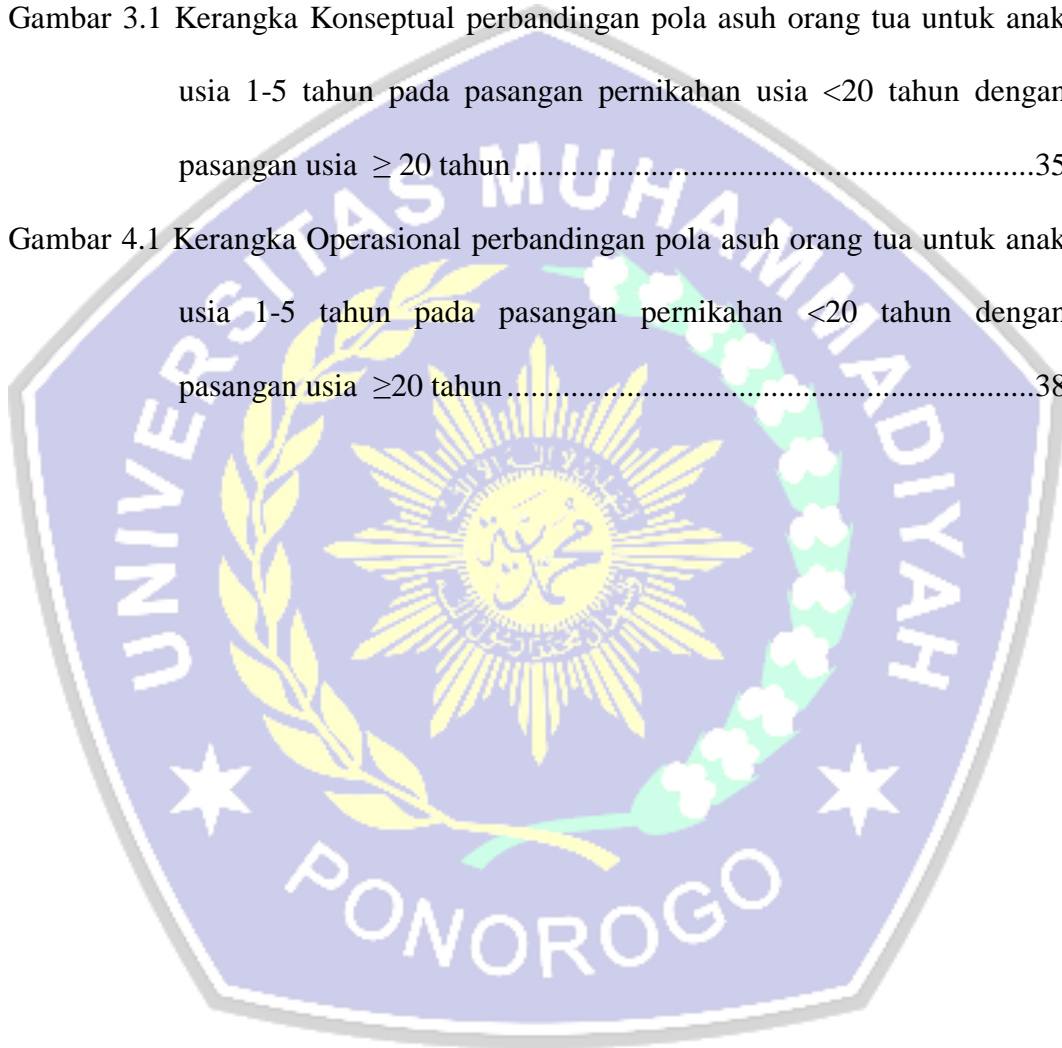 Gambar 3.1 Kerangka Konseptual perbandingan pola asuh orang tua untuk anak
usia 1-5 tahun pada pasangan pernikahan usia <20 tahun dengan
pasangan usia ≥ 20 tahun ................................................................. 35
Gambar 4.1 Kerangka Operasional perbandingan pola asuh orang tua untuk anak
usia 1-5 tahun pada pasangan pernikahan <20 tahun dengan
pasangan usia ≥20 tahun .................................................................. 38
UNIVERSITAS MUHAMMADIYAH
PONOROGO